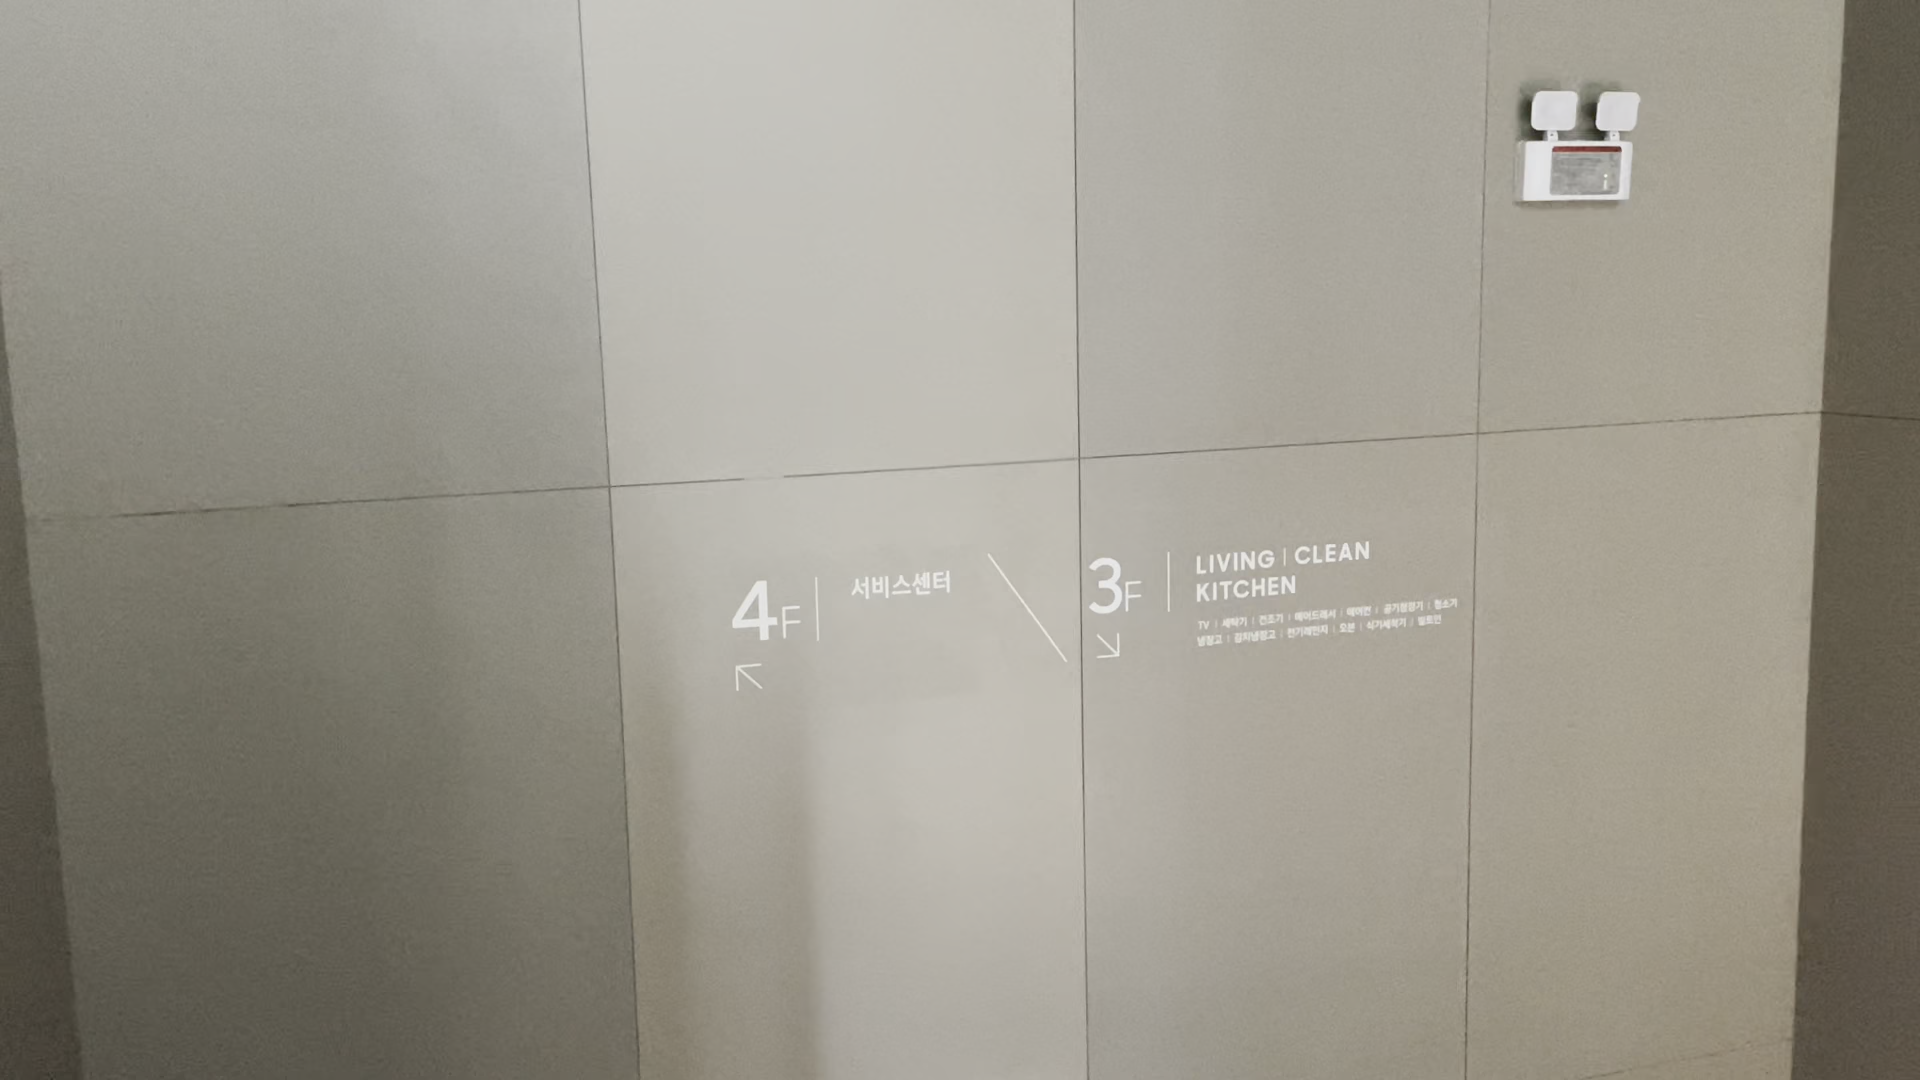 4F
서비스센터
3F
LIVING | CLEAN
KITCHEN
TV | 세탁기 | 건조기 | 에어드레서 | 에어컨 | 공기청정기 | 청소기
냉장고 | 김치냉장고 | 전기레인지 | 오븐 | 식기세척기 | 빌트인